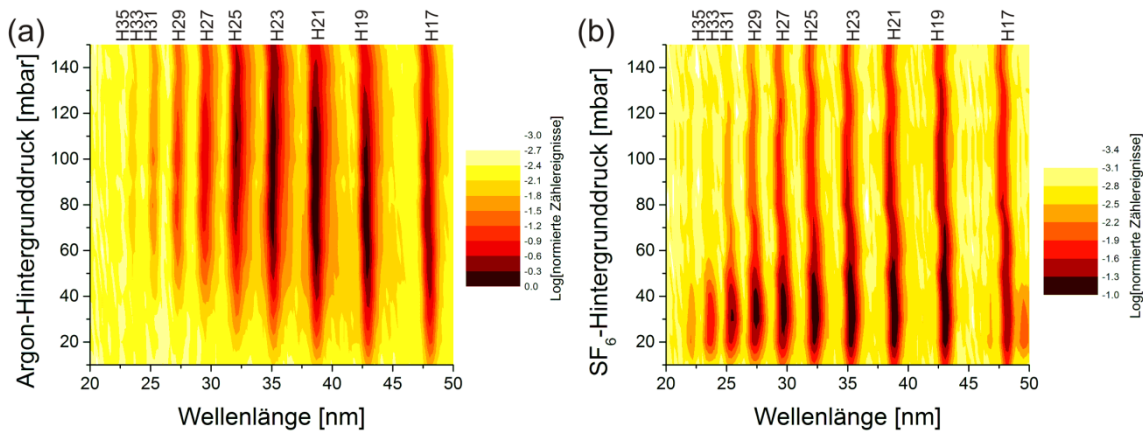 (a)
H35 H33 H31 H29 H27 H25 H23 H21 H19 H17
Argon-Hintergrunddruck [mbar]
140
120
100
80
60
40
20
20 25 30 35 40 45 50
Wellenlänge [nm]
-3.0
-2.7
-2.4
-2.1
-1.8
-1.5
-1.2
-0.9
-0.6
-0.3
0.0
Log[normierte Zählereignisse]
(b)
H35 H33 H31 H29 H27 H25 H23 H21 H19 H17
SF6-Hintergrunddruck [mbar]
140
120
100
80
60
40
20
20 25 30 35 40 45 50
Wellenlänge [nm]
-3.4
-3.1
-2.8
-2.5
-2.2
-1.9
-1.6
-1.3
-1.0
Log[normierte Zählereignisse]